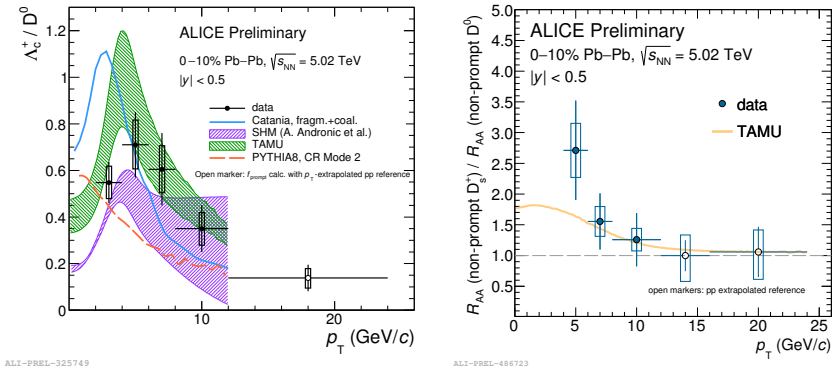 Λc+ / D0
1.2
1
0.8
0.6
0.4
0.2
0
ALICE Preliminary
0−10% Pb−Pb, √sNN = 5.02 TeV
|y| < 0.5
data
Catania, fragm.+coal.
SHM (A. Andronic et al.)
TAMU
PYTHIA8, CR Mode 2
Open marker: fprompt calc. with pT-extrapolated pp reference
10
20
pT (GeV/c)
ALI-PREL-325749
RAA (non-prompt Ds+) / RAA (non-prompt D0)
5.0
4.5
4.0
3.5
3.0
2.5
2.0
1.5
1.0
0.5
ALICE Preliminary
0−10% Pb−Pb, √sNN = 5.02 TeV
|y| < 0.5
data
TAMU
open markers: pp extrapolated reference
0
5
10
15
20
25
pT (GeV/c)
ALI-PREL-486723